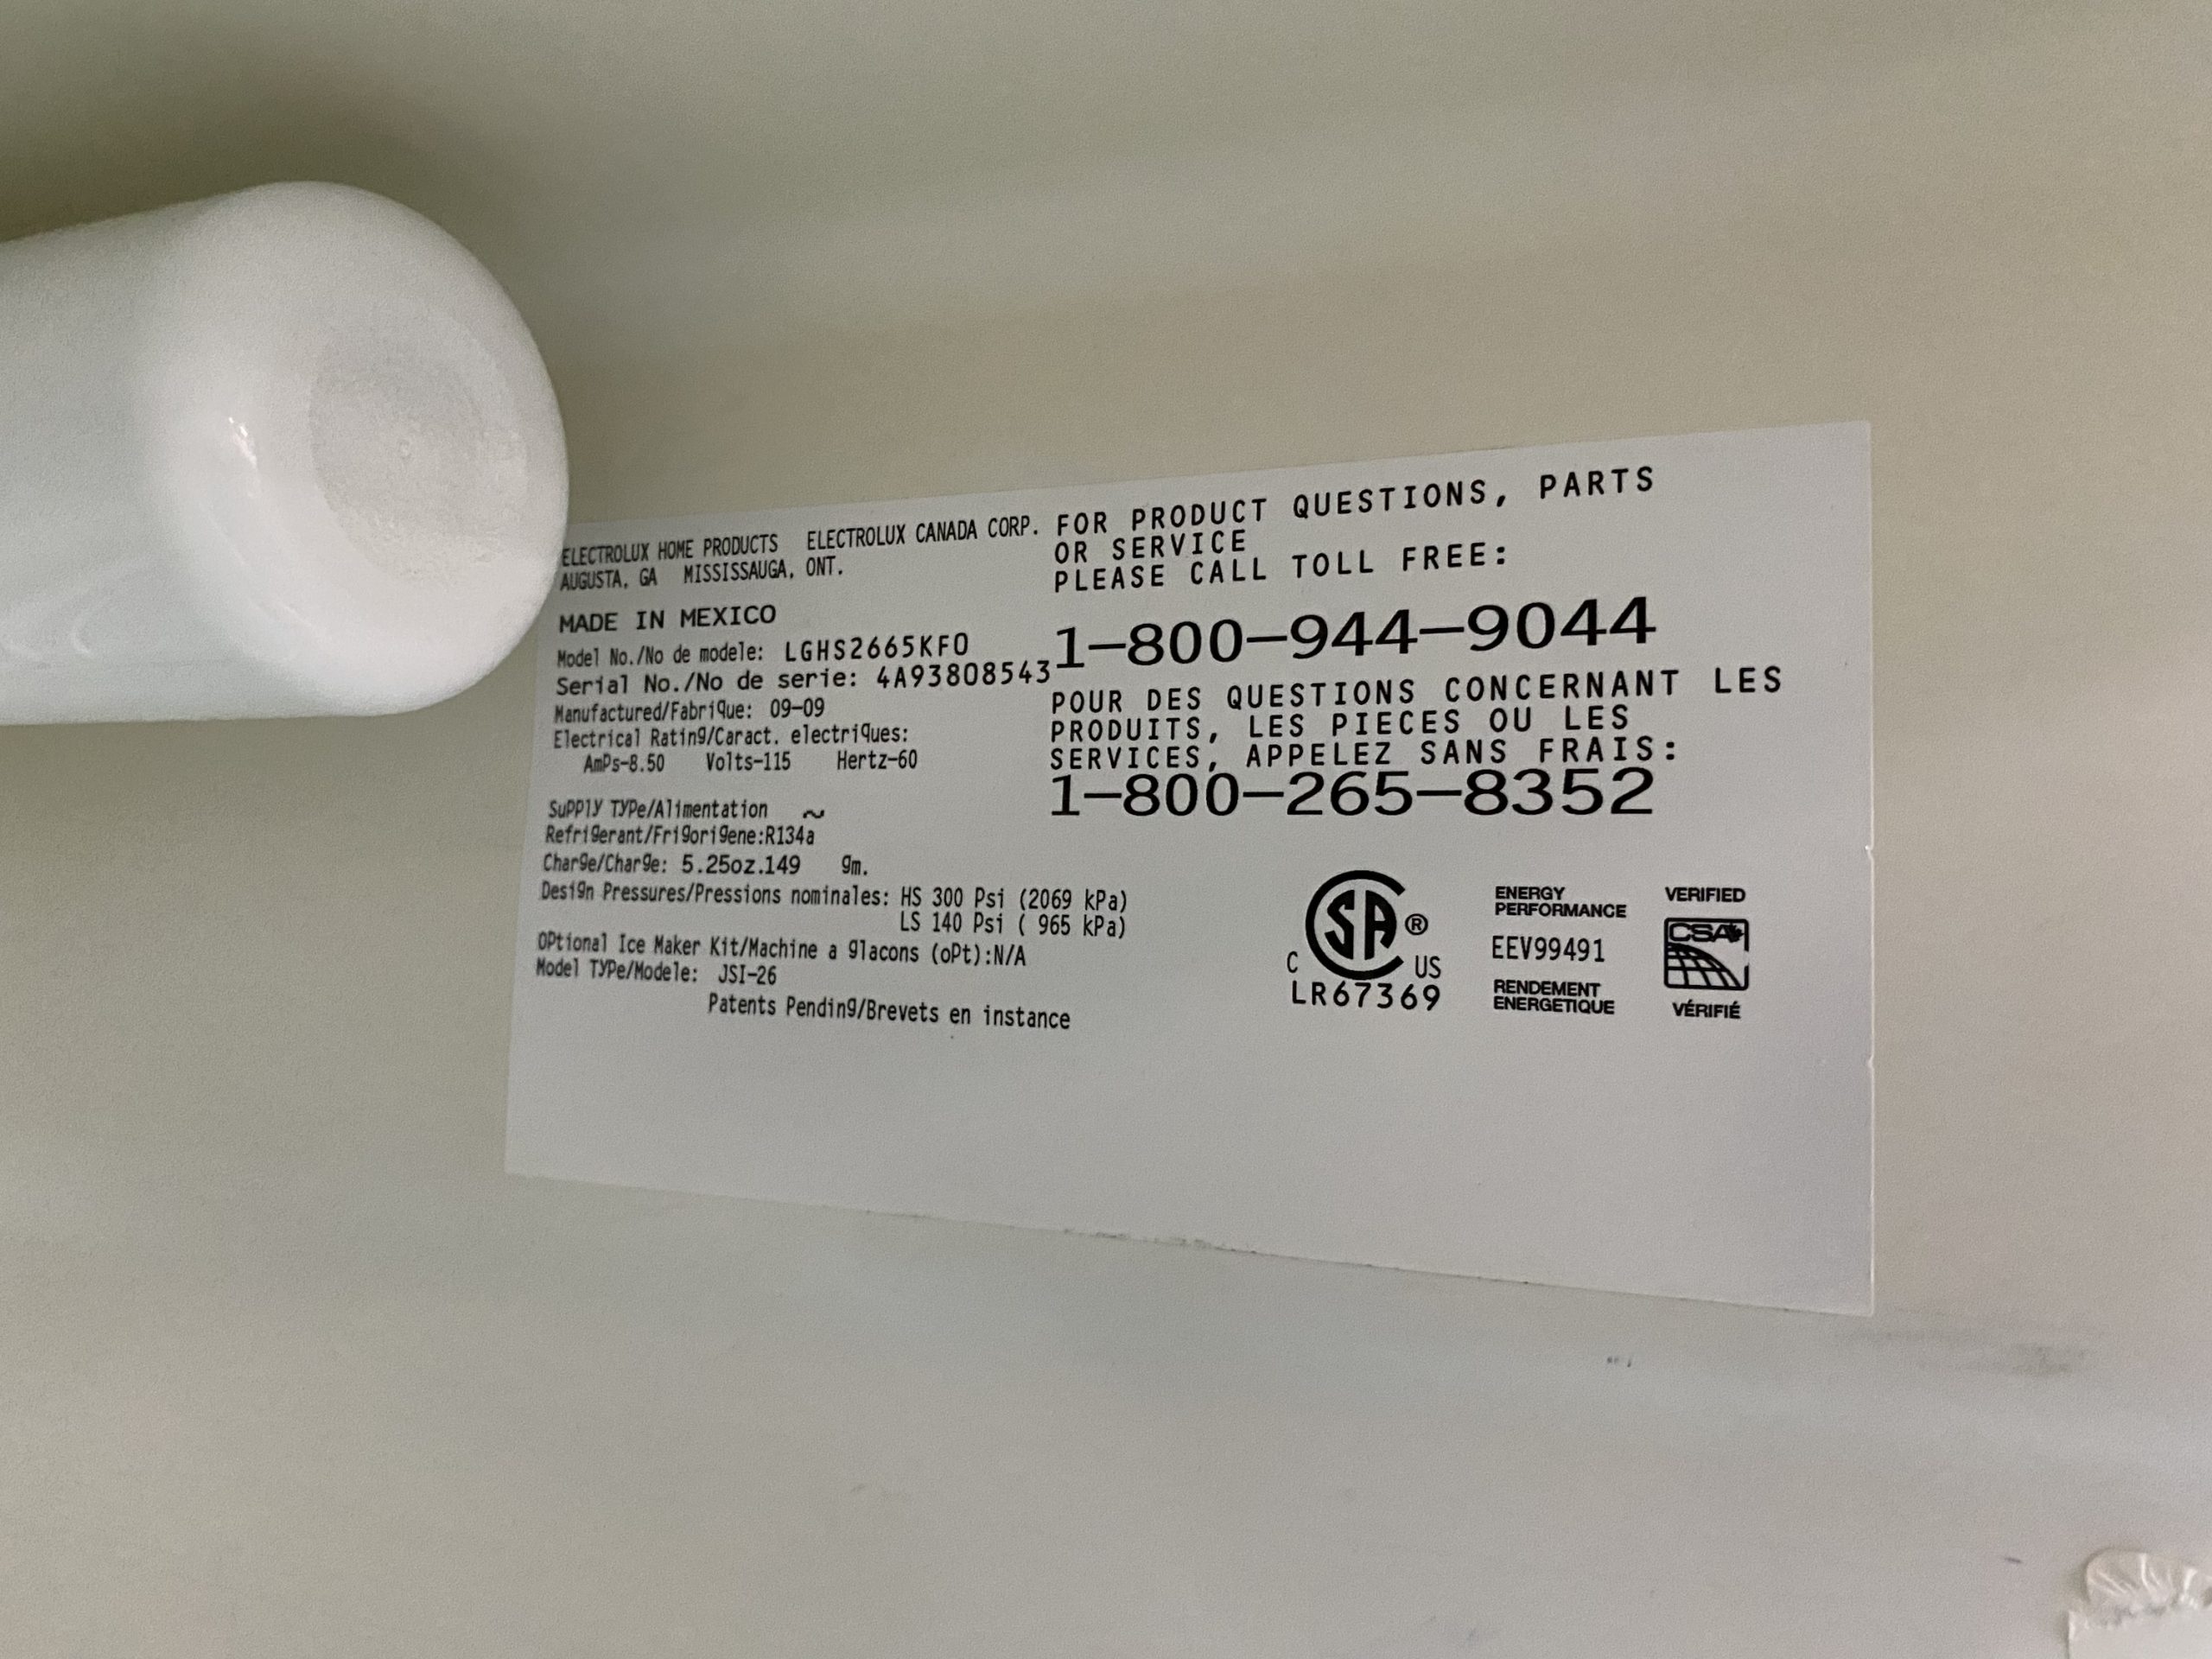 ELECTROLUX HOME PRODUCTS ELECTROLUX CANADA CORP.
AUGUSTA, GA MISSISSAUGA, ONT.
MADE IN MEXICO
Model No./No de modele: LGHS2665KF0
Serial No./No de serie: 4A93808543
Manufactured/Fabrique: 09-09
Electrical Rating/Caract. electriques:
Amps-8.50 Volts-115 Hertz-60
Supply Type/Alimentation ~
Refrigerant/Frigorigene:R134a
Charge/Charge: 5.25oz.149 gm.
Design Pressures/Pressions nominales: HS 300 Psi (2069 kPa)
LS 140 Psi ( 965 kPa)
Optional Ice Maker Kit/Machine a glacons (opt):N/A
Model Type/Modele: JSI-26
Patents Pending/Brevets en instance
FOR PRODUCT QUESTIONS, PARTS
OR SERVICE
PLEASE CALL TOLL FREE:
1-800-944-9044
POUR DES QUESTIONS CONCERNANT LES
PRODUITS, LES PIECES OU LES
SERVICES, APPELEZ SANS FRAIS:
1-800-265-8352
C SA ® US
LR67369
ENERGY
PERFORMANCE
EEV99491
RENDEMENT
ENERGETIQUE
VERIFIED
CSA
VÉRIFIÉ